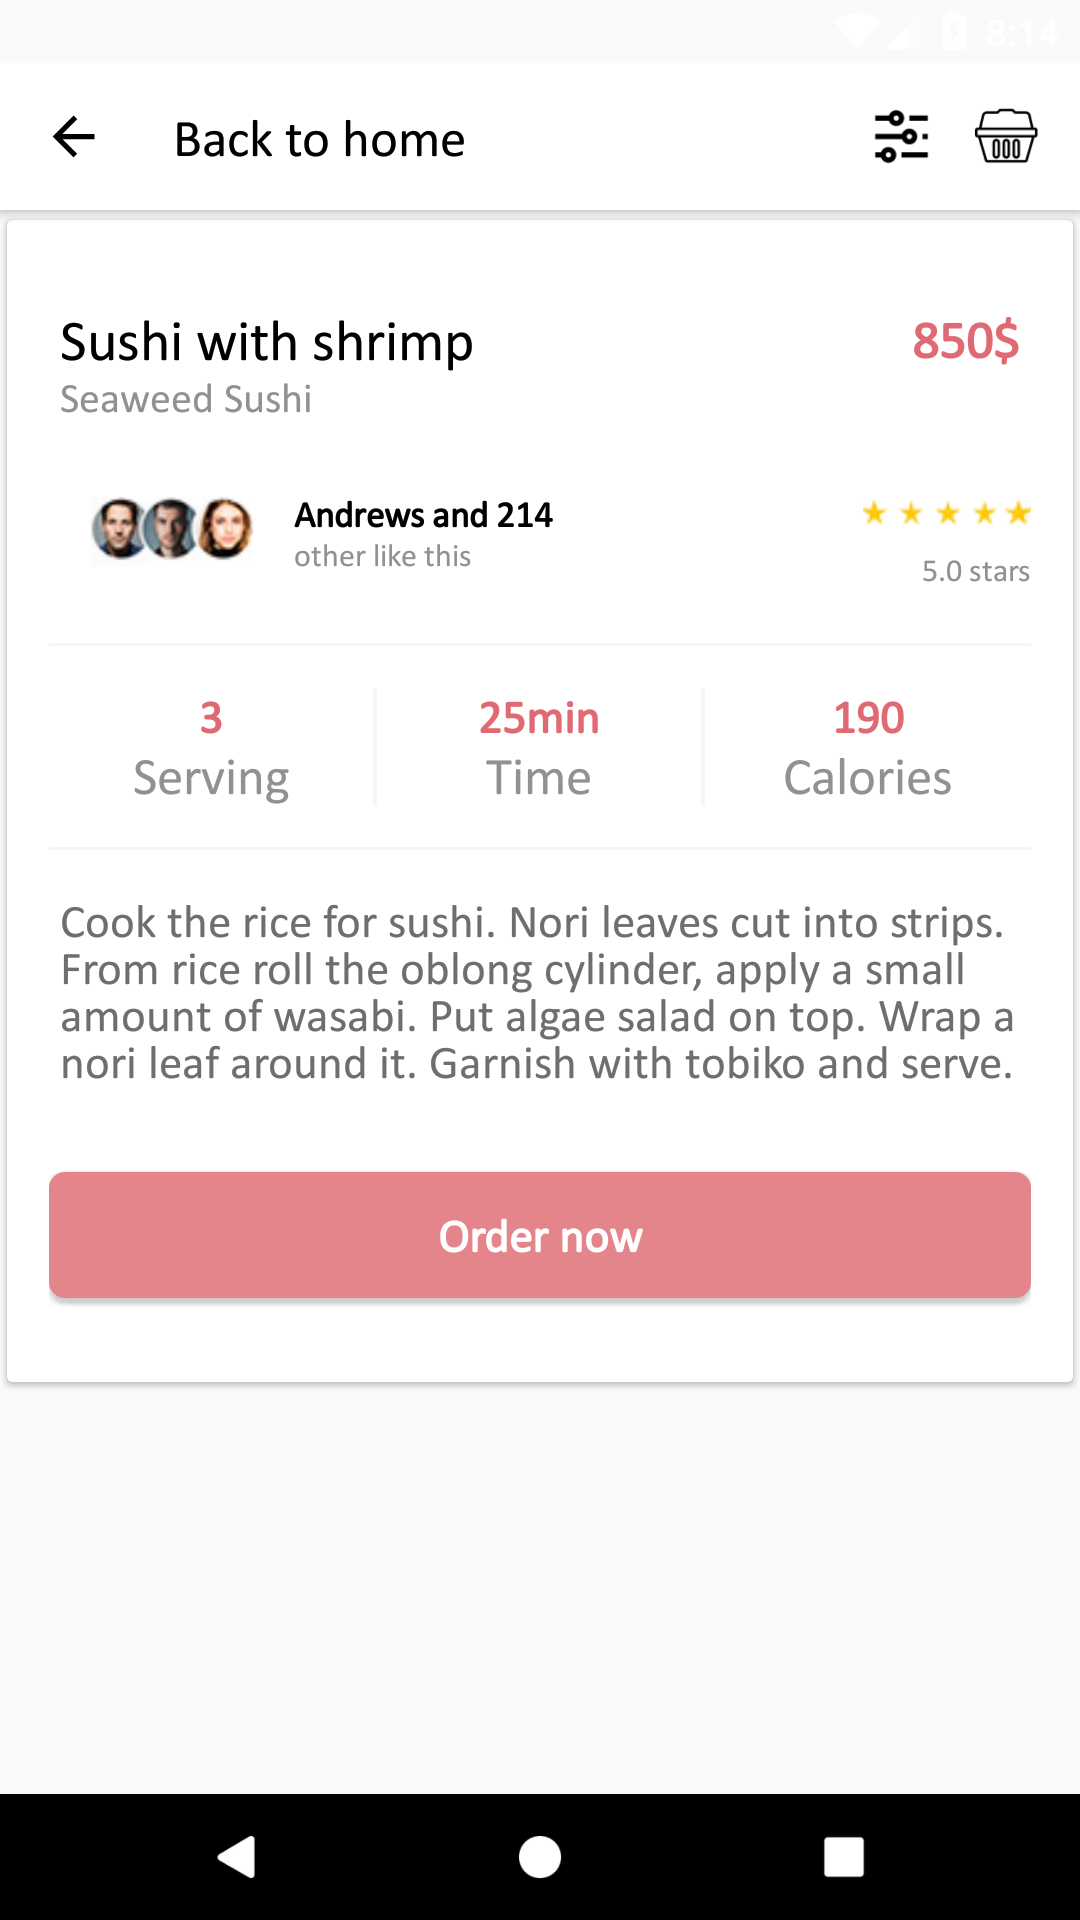 8:14
Back to home
Sushi with shrimp
850$
Seaweed Sushi
Andrews and 214
other like this
5.0 stars
3
Serving
25min
Time
190
Calories
Cook the rice for sushi. Nori leaves cut into strips.
From rice roll the oblong cylinder, apply a small
amount of wasabi. Put algae salad on top. Wrap a
nori leaf around it. Garnish with tobiko and serve.
Order now